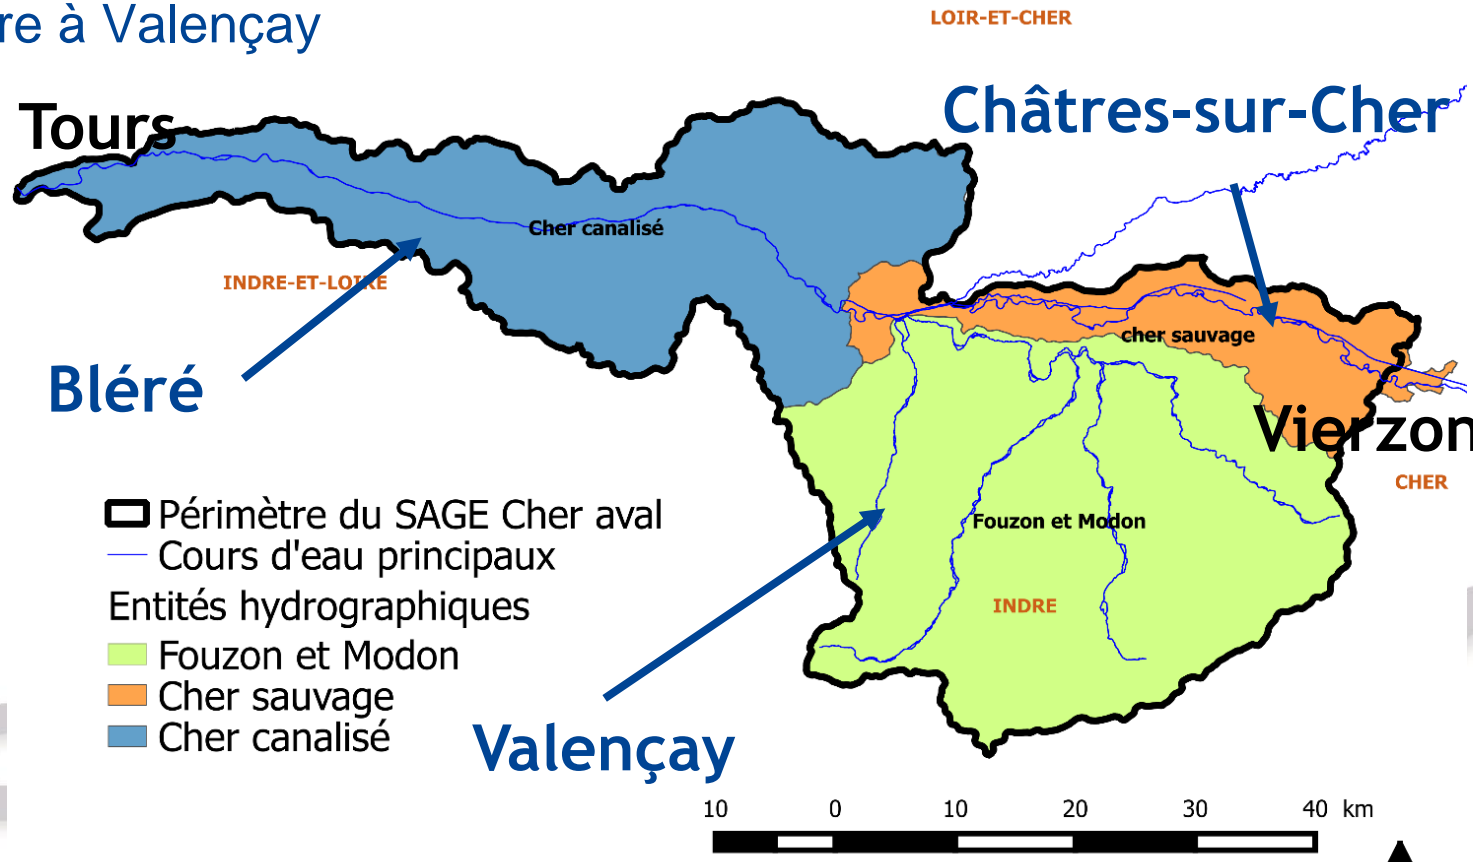 re à Valençay
LOIR-ET-CHER
Tours
Châtres-sur-Cher
Cher canalisé
INDRE-ET-LOIRE
cher sauvage
Bléré
Vierzon
CHER
Périmètre du SAGE Cher aval
Cours d'eau principaux
Entités hydrographiques
Fouzon et Modon
Cher sauvage
Cher canalisé
Fouzon et Modon
INDRE
Valençay
10 0 10 20 30 40 km